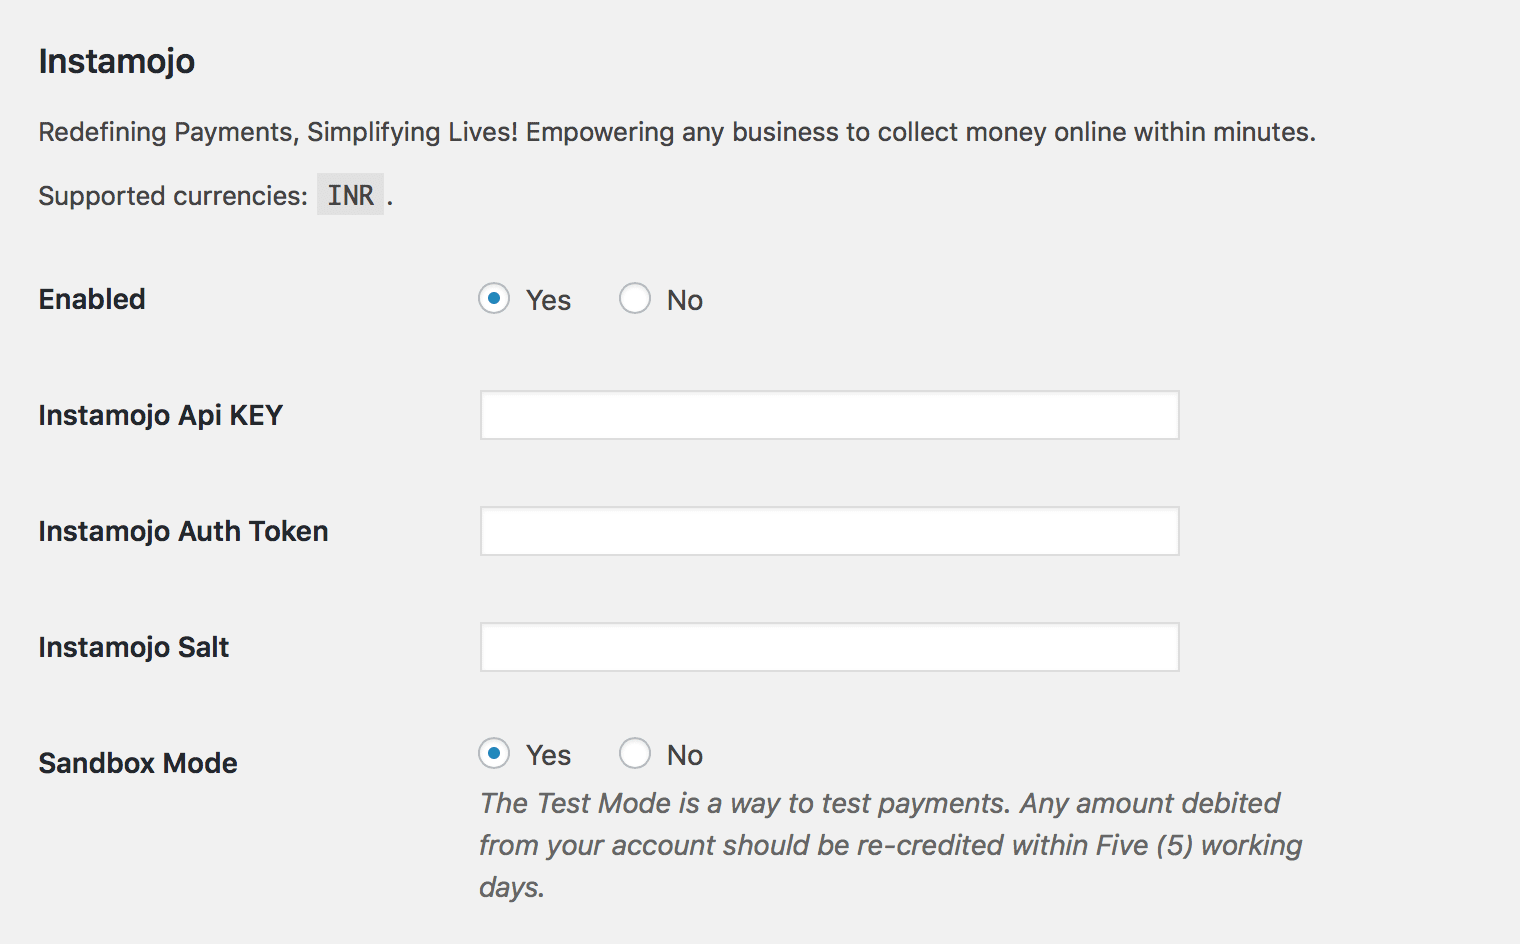 Instamojo
Redefining Payments, Simplifying Lives! Empowering any business to collect money online within minutes.
Supported currencies: INR .
Enabled
Yes No
Instamojo Api KEY
Instamojo Auth Token
Instamojo Salt
Sandbox Mode
Yes No
The Test Mode is a way to test payments. Any amount debited
from your account should be re-credited within Five (5) working
days.